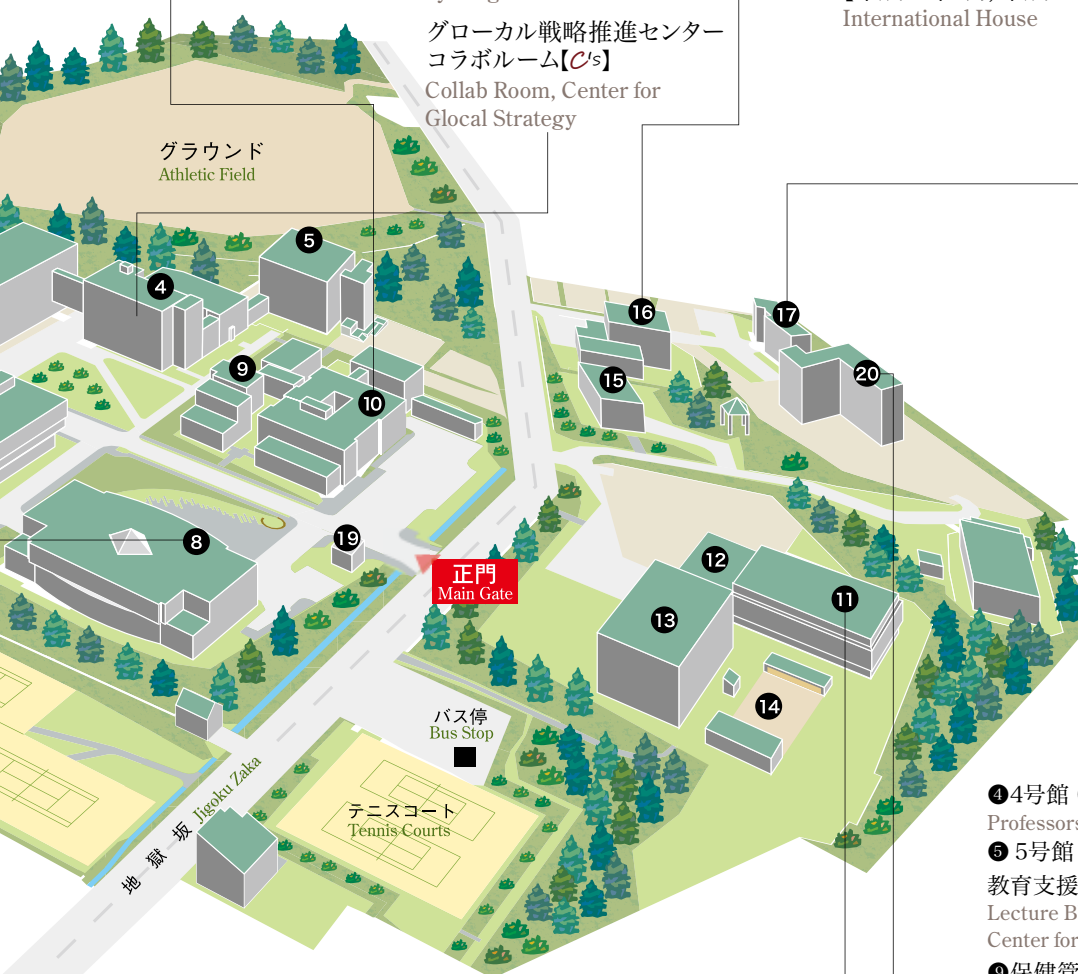 グローカル戦略推進センター
コラボルーム【C's】
Collab Room, Center for
Glocal Strategy
International House
グラウンド
Athletic Field
5
4
16
17
9
15
20
10
8
19
正門
Main Gate
12
11
13
14
バス停
Bus Stop
地獄坂 Jigoku Zaka
テニスコート
Tennis Courts
❹4号館
Professors
❺ 5号館
教育支援
Lecture B
Center for
❾保健管